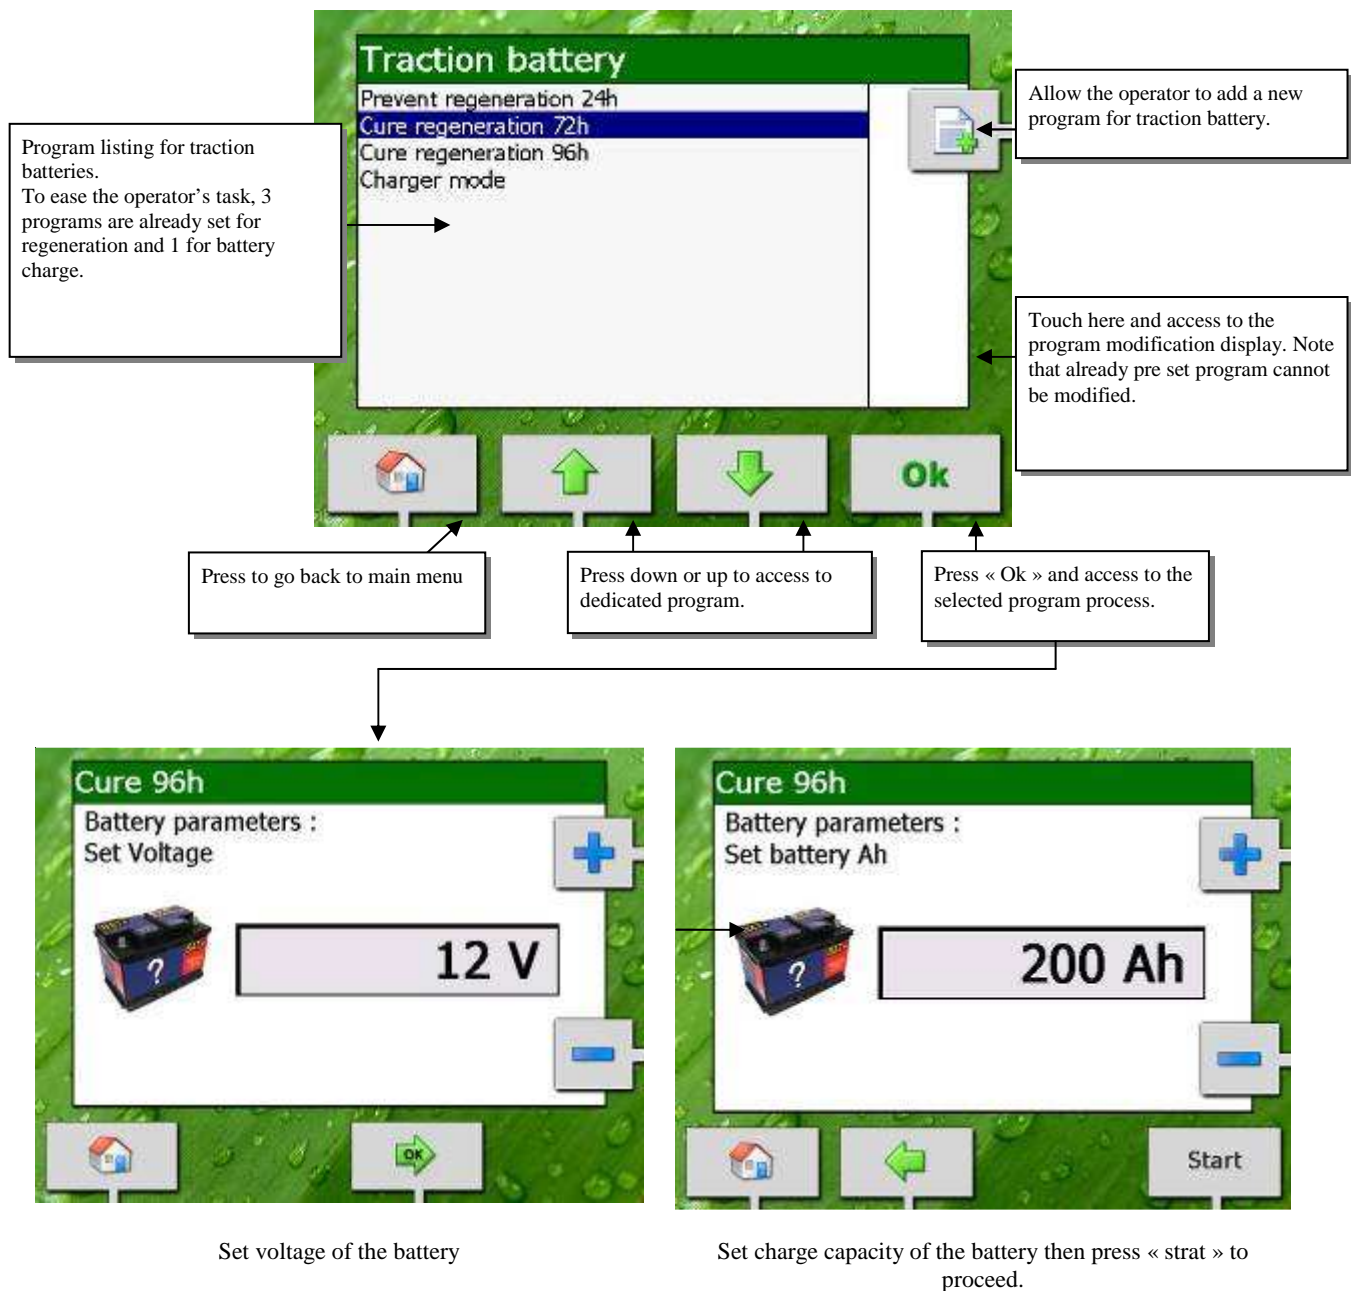 Traction battery
Prevent regeneration 24h
Cure regeneration 72h
Cure regeneration 96h
Charger mode
Allow the operator to add a new
program for traction battery.
Program listing for traction
batteries.
To ease the operator’s task, 3
programs are already set for
regeneration and 1 for battery
charge.
Touch here and access to the
program modification display. Note
that already pre set program cannot
be modified.
Ok
Press to go back to main menu
Press down or up to access to
dedicated program.
Press « Ok » and access to the
selected program process.
Cure 96h
Battery parameters :
Set Voltage
?
12 V
OK
Cure 96h
Battery parameters :
Set battery Ah
?
200 Ah
Start
Set voltage of the battery
Set charge capacity of the battery then press « strat » to
proceed.